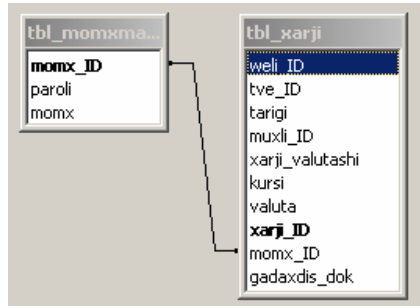 tbl_momxma...
momx_ID
paroli
momx
tbl_xarji
weli_ID
tve_ID
tarigi
muxli_ID
xarji_valutashi
kursi
valuta
xarji_ID
momx_ID
gadaxdis_dok